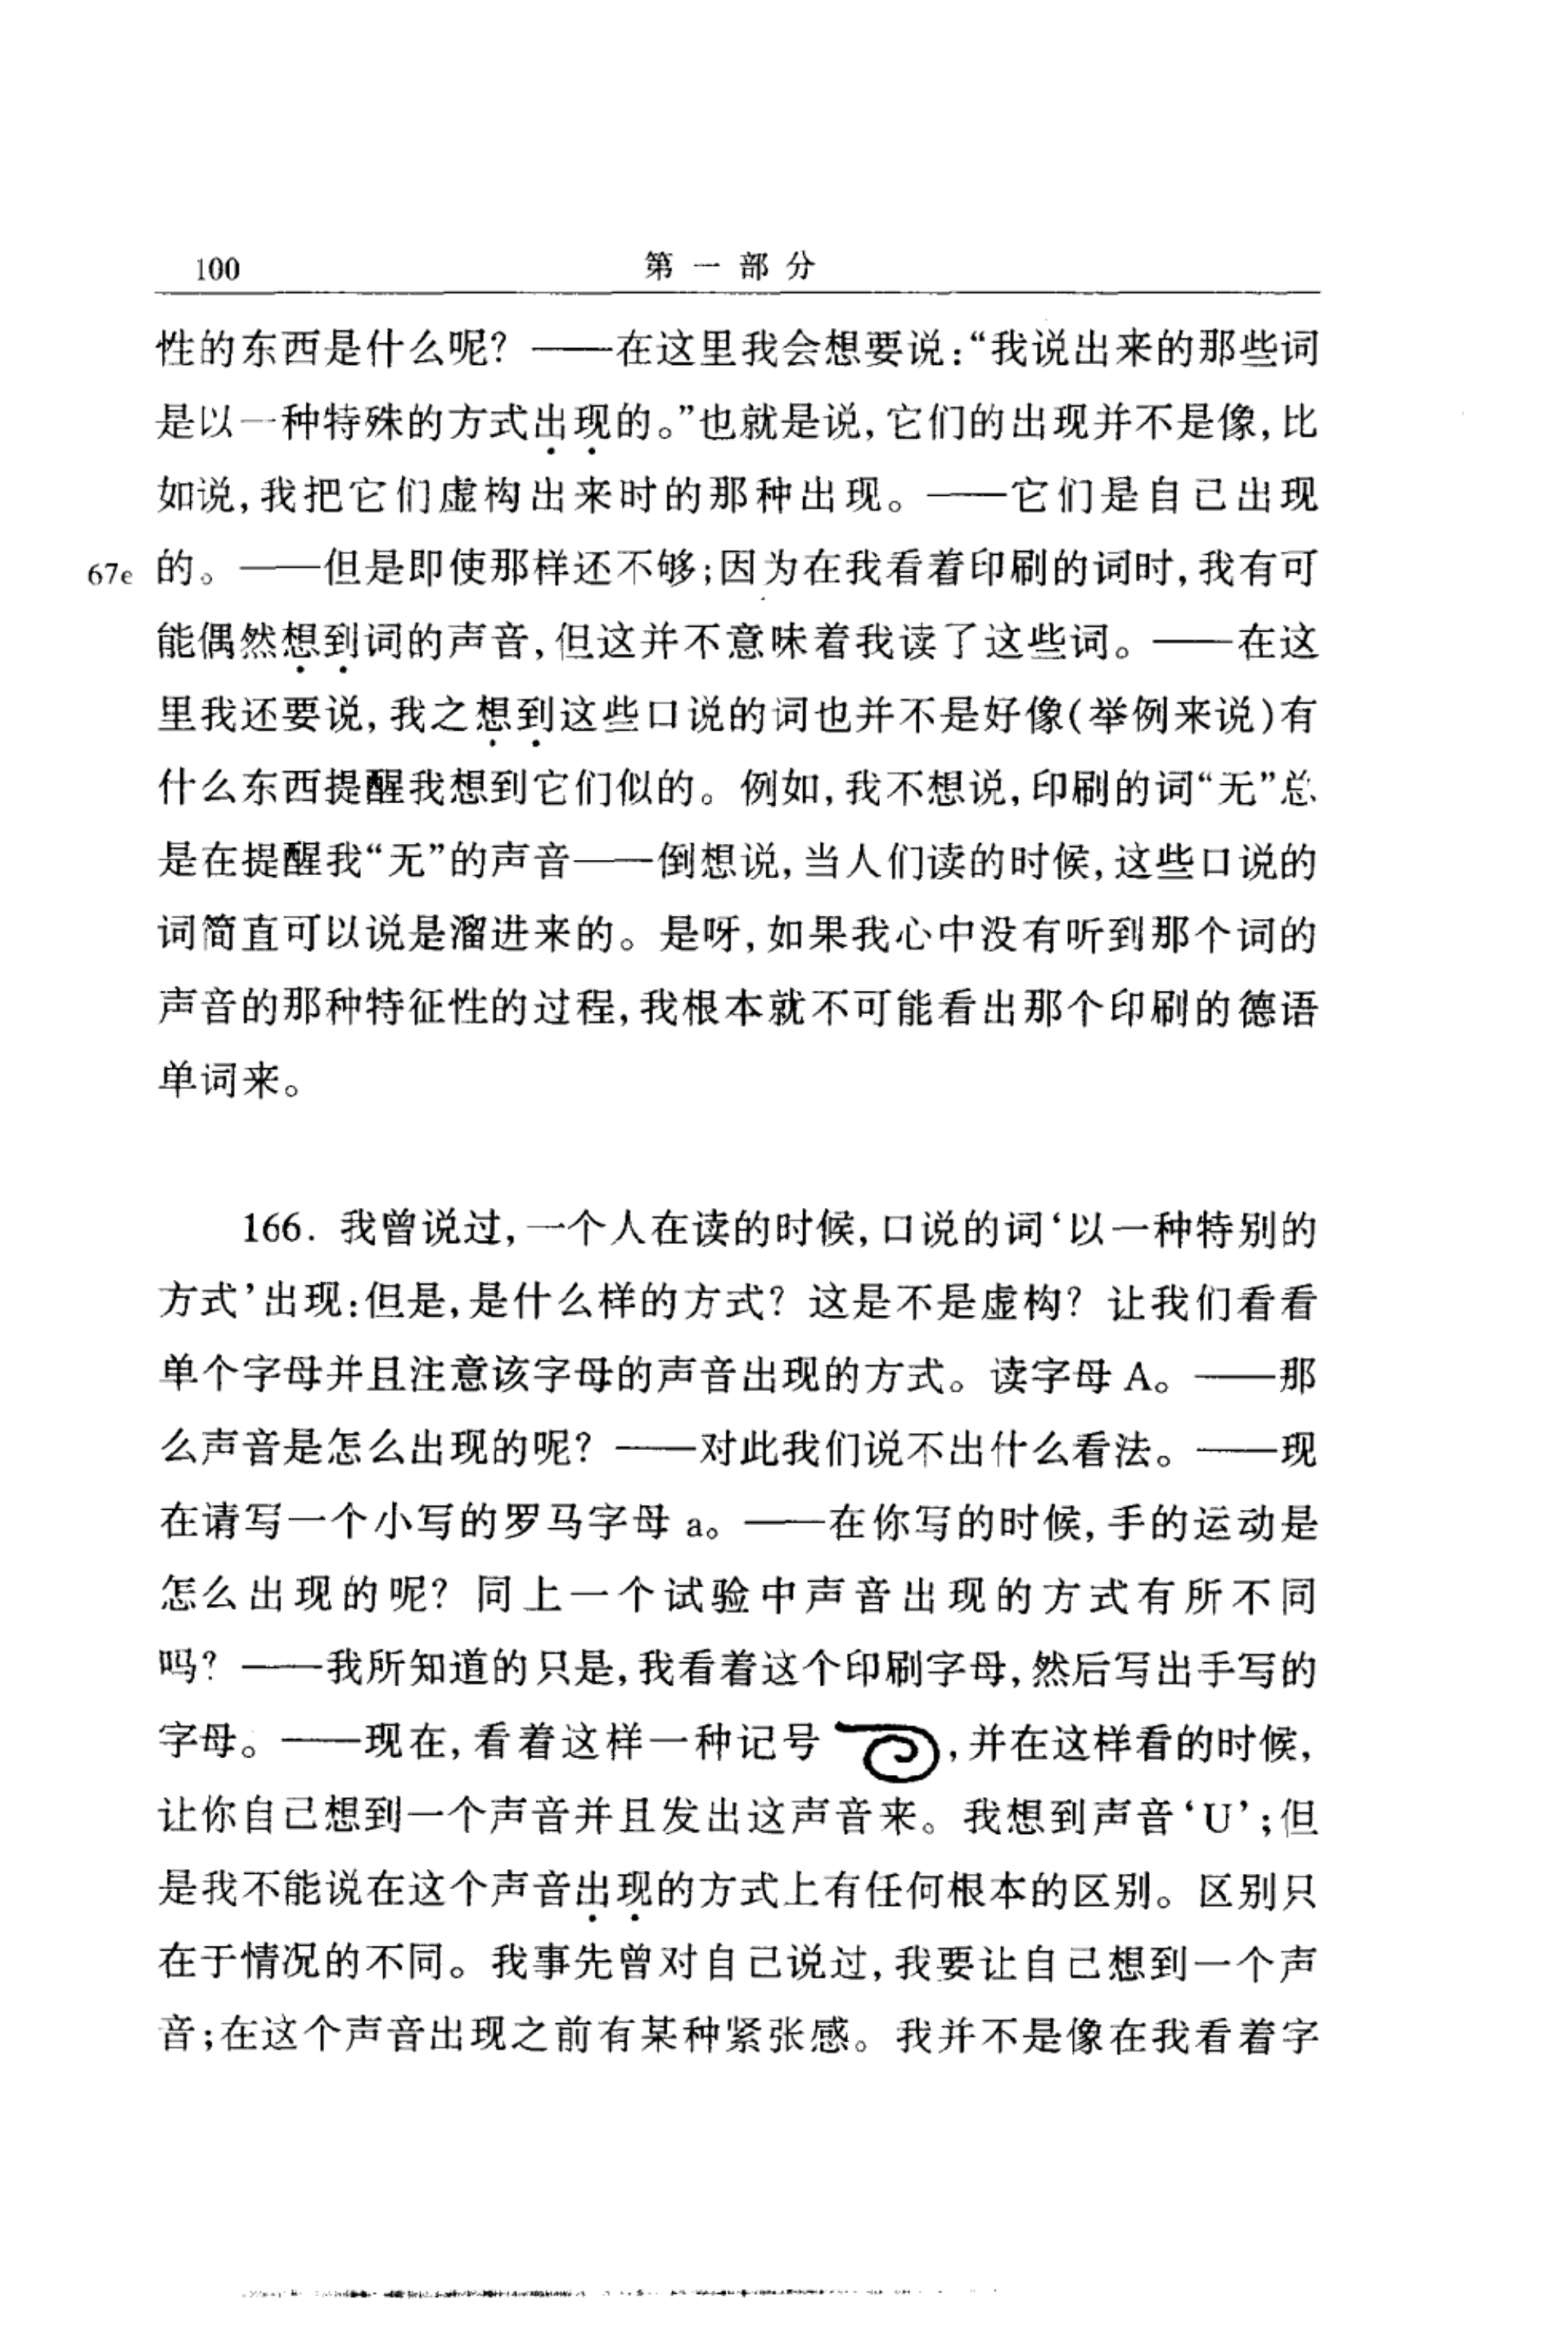 100 第一部分
性的东西是什么呢？——在这里我会想要说：“我说出来的那些词
是以一种特殊的方式出现的。”也就是说，它们的出现并不是像，比
如说，我把它们虚构出来时的那种出现。——它们是自己出现
67e 的。——但是即使那样还不够；因为在我看着印刷的词时，我有可
能偶然想到词的声音，但这并不意味着我读了这些词。——在这
里我还要说，我之想到这些口说的词也并不是好像（举例来说）有
什么东西提醒我想到它们似的。例如，我不想说，印刷的词“无”总
是在提醒我“无”的声音——倒想说，当人们读的时候，这些口说的
词简直可以说是溜进来的。是呀，如果我心中没有听到那个词的
声音的那种特征性的过程，我根本就不可能看出那个印刷的德语
单词来。
166. 我曾说过，一个人在读的时候，口说的词‘以一种特别的
方式’出现：但是，是什么样的方式？这是不是虚构？让我们看看
单个字母并且注意该字母的声音出现的方式。读字母 A。——那
么声音是怎么出现的呢？——对此我们说不出什么看法。——现
在请写一个小写的罗马字母 a。——在你写的时候，手的运动是
怎么出现的呢？同上一个试验中声音出现的方式有所不同
吗？——我所知道的只是，我看着这个印刷字母，然后写出手写的
字母。——现在，看着这样一种记号 ，并在这样看的时候，
让你自己想到一个声音并且发出这声音来。我想到声音‘U’；但
是我不能说在这个声音出现的方式上有任何根本的区别。区别只
在于情况的不同。我事先曾对自己说过，我要让自己想到一个声
音；在这个声音出现之前有某种紧张感。我并不是像在我看着字